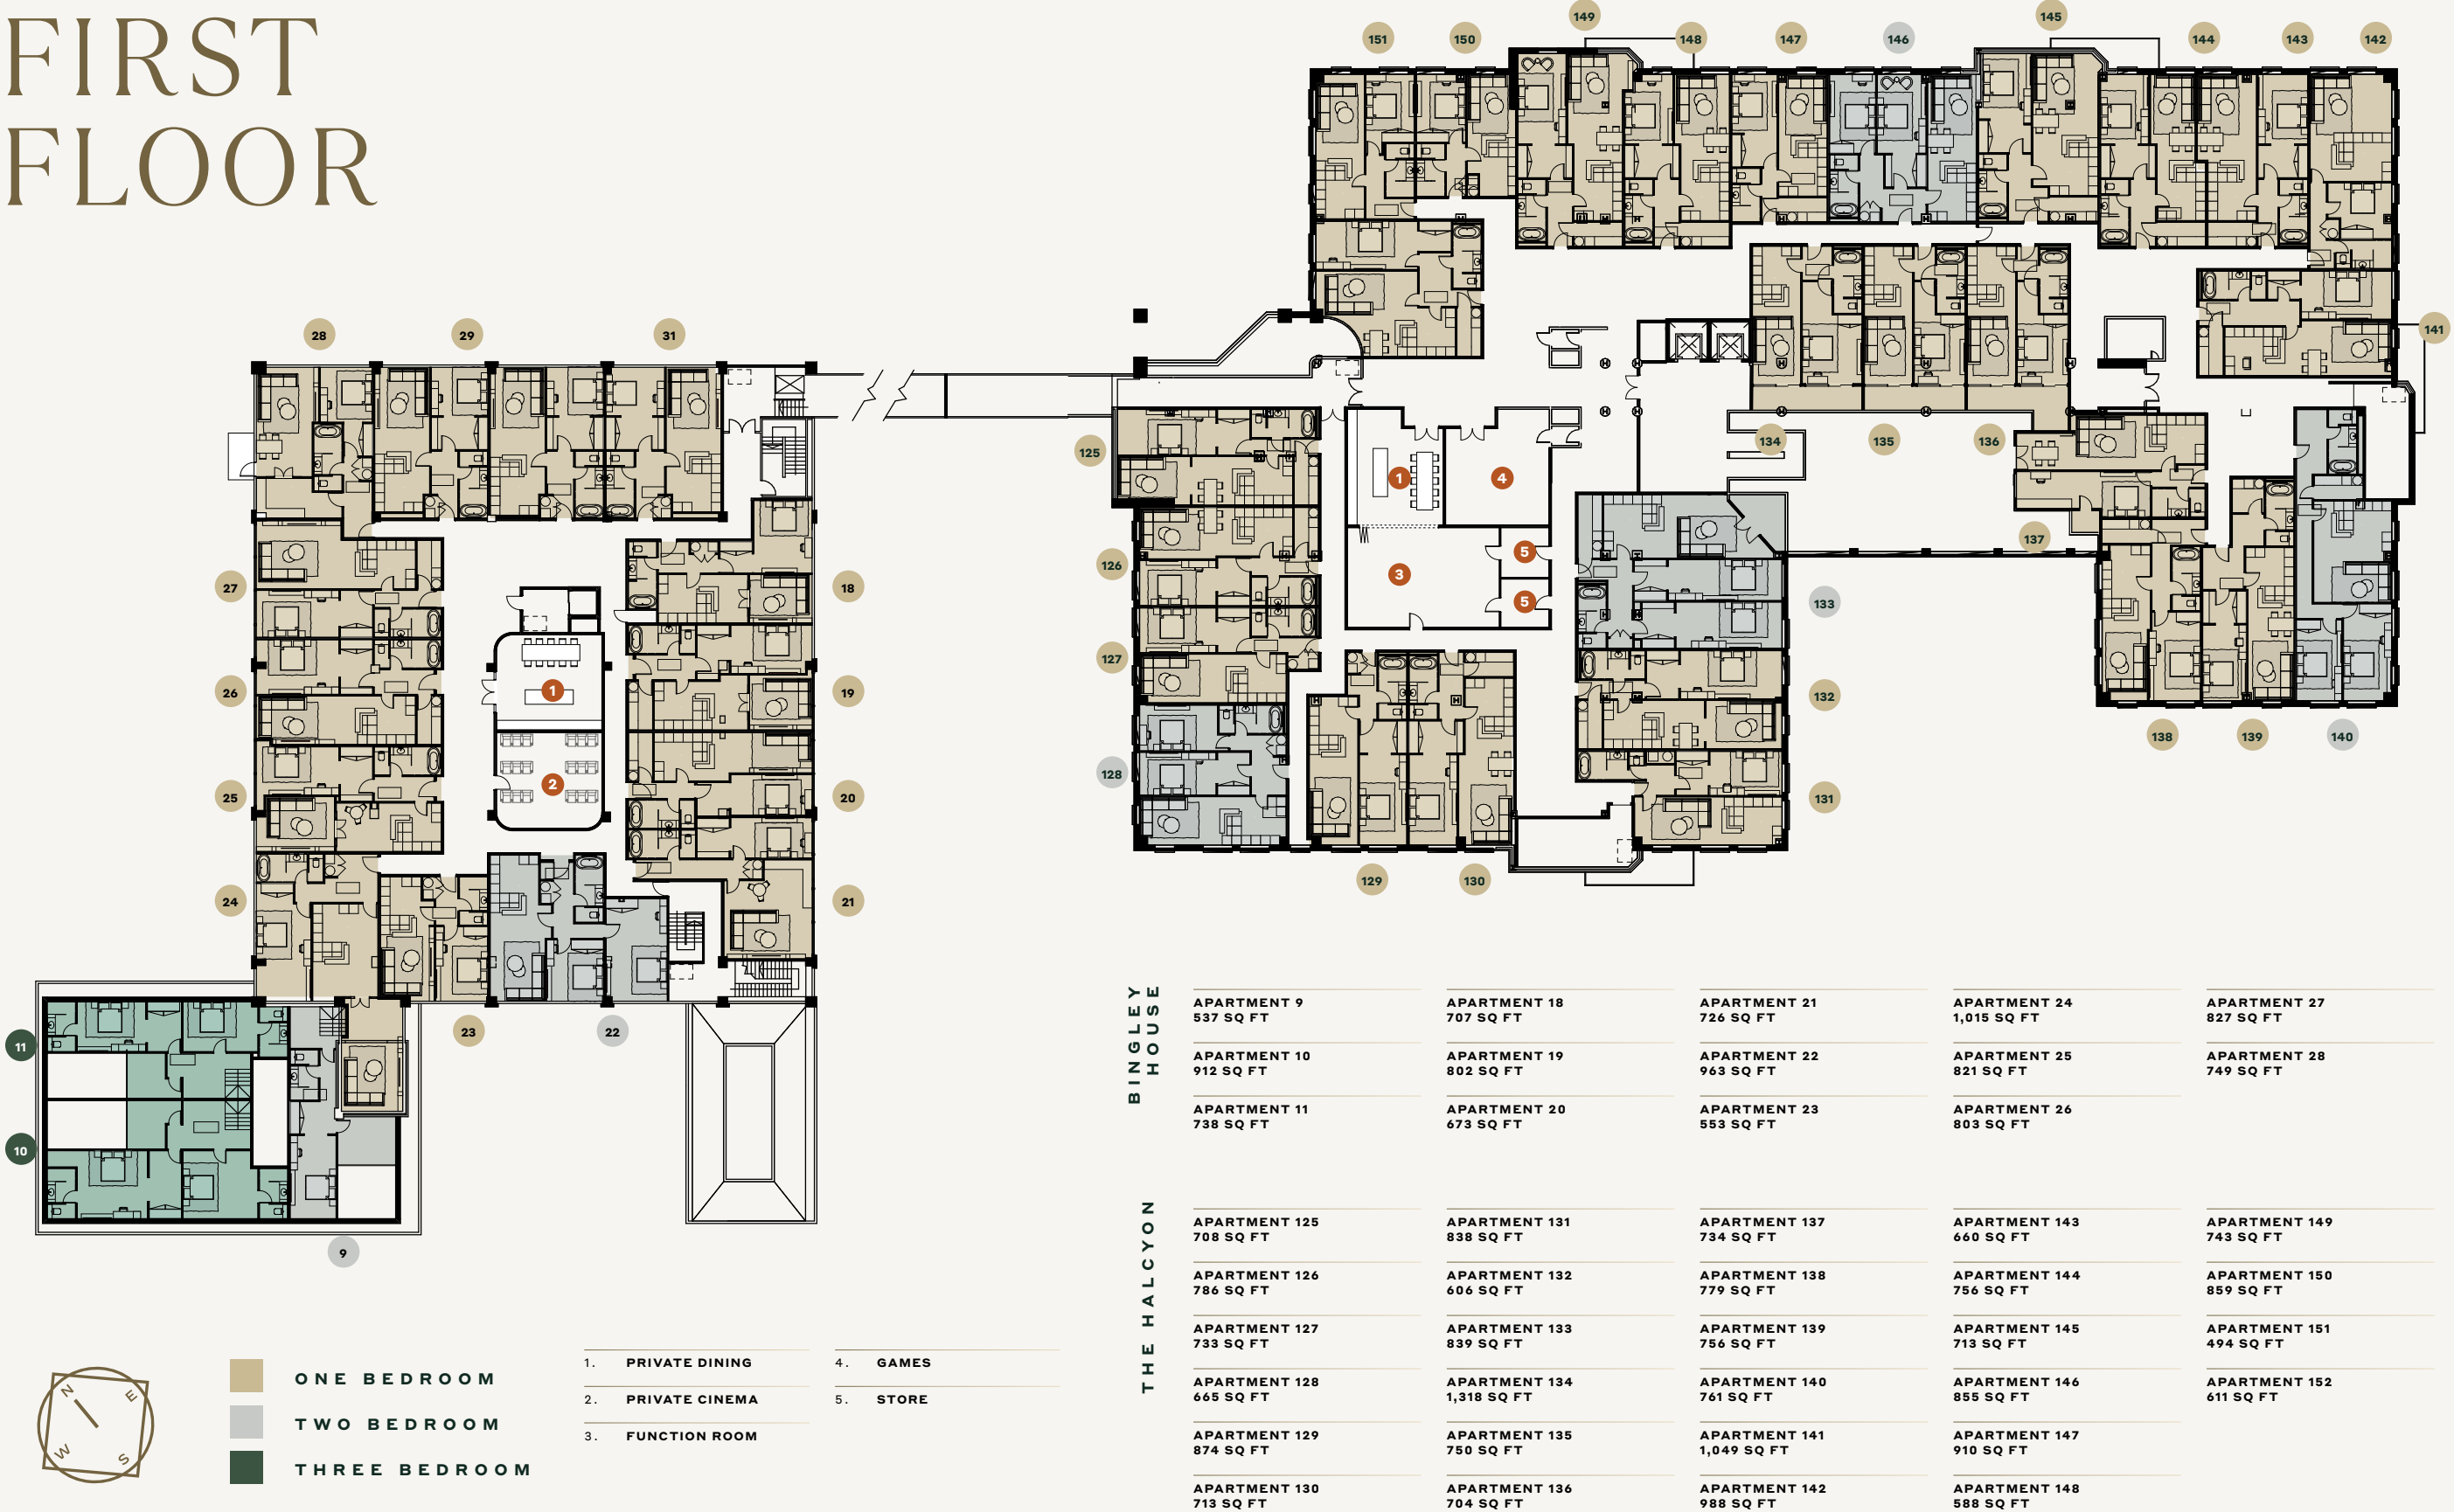 FIRST
FLOOR
151
150
149
148
147
146
145
144
143
142
141
28
29
31
125
1
4
134
135
136
137
27
18
126
3
5
5
133
26
1
19
127
132
138
139
140
25
2
20
128
131
24
21
129
130
11
23
22
10
9
BINGLEY
HOUSE
APARTMENT 9
537 SQ FT
APARTMENT 10
912 SQ FT
APARTMENT 11
738 SQ FT
APARTMENT 18
707 SQ FT
APARTMENT 19
802 SQ FT
APARTMENT 20
673 SQ FT
APARTMENT 21
726 SQ FT
APARTMENT 22
963 SQ FT
APARTMENT 23
553 SQ FT
APARTMENT 24
1,015 SQ FT
APARTMENT 25
821 SQ FT
APARTMENT 26
803 SQ FT
APARTMENT 27
827 SQ FT
APARTMENT 28
749 SQ FT
THE HALCYON
APARTMENT 125
708 SQ FT
APARTMENT 126
786 SQ FT
APARTMENT 127
733 SQ FT
APARTMENT 128
665 SQ FT
APARTMENT 129
874 SQ FT
APARTMENT 130
713 SQ FT
APARTMENT 131
838 SQ FT
APARTMENT 132
606 SQ FT
APARTMENT 133
839 SQ FT
APARTMENT 134
1,318 SQ FT
APARTMENT 135
750 SQ FT
APARTMENT 136
704 SQ FT
APARTMENT 137
734 SQ FT
APARTMENT 138
779 SQ FT
APARTMENT 139
756 SQ FT
APARTMENT 140
761 SQ FT
APARTMENT 141
1,049 SQ FT
APARTMENT 142
988 SQ FT
APARTMENT 143
660 SQ FT
APARTMENT 144
756 SQ FT
APARTMENT 145
713 SQ FT
APARTMENT 146
855 SQ FT
APARTMENT 147
910 SQ FT
APARTMENT 148
588 SQ FT
APARTMENT 149
743 SQ FT
APARTMENT 150
859 SQ FT
APARTMENT 151
494 SQ FT
APARTMENT 152
611 SQ FT
N
E
W
S
ONE BEDROOM
TWO BEDROOM
THREE BEDROOM
1. PRIVATE DINING
2. PRIVATE CINEMA
3. FUNCTION ROOM
4. GAMES
5. STORE